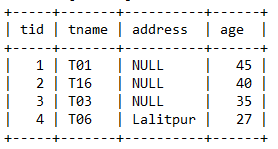 +-----+-------+----------+-----+
| tid | tname | address | age |
+-----+-------+----------+-----+
| 1 | T01 | NULL | 45 |
| 2 | T16 | NULL | 40 |
| 3 | T03 | NULL | 35 |
| 4 | T06 | Lalitpur | 27 |
+-----+-------+----------+-----+